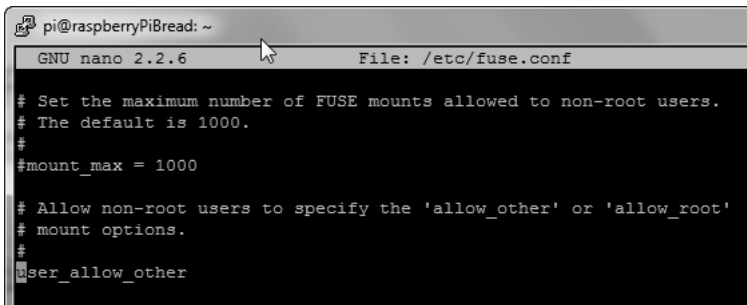 pi@raspberryPiBread: ~
GNU nano 2.2.6 File: /etc/fuse.conf
# Set the maximum number of FUSE mounts allowed to non-root users.
# The default is 1000.
#
#mount_max = 1000
# Allow non-root users to specify the 'allow_other' or 'allow_root'
# mount options.
#
user_allow_other